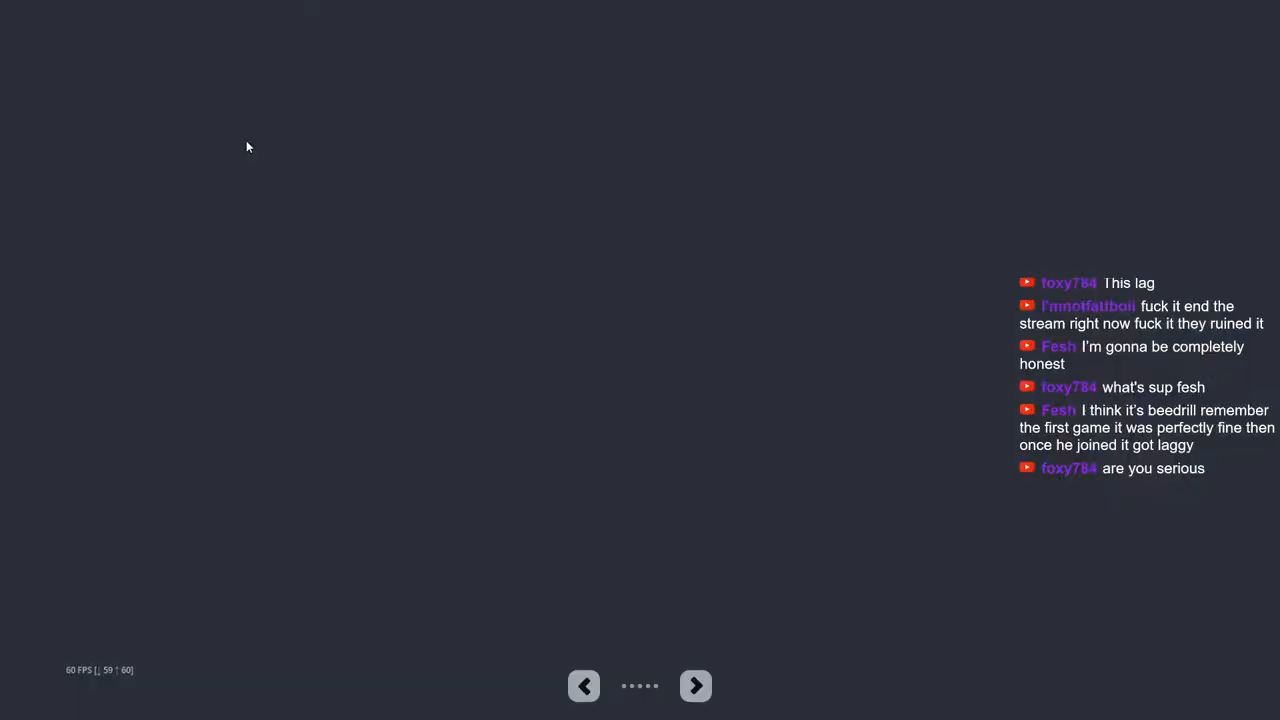 foxy784 This lag
I'mnotfatfboii fuck it end the
stream right now fuck it they ruined it
Fesh I'm gonna be completely
honest
foxy784 what's sup fesh
Fesh I think it's beedrill remember
the first game it was perfectly fine then
once he joined it got laggy
foxy784 are you serious
60 FPS [↓ 59 ↑ 60]